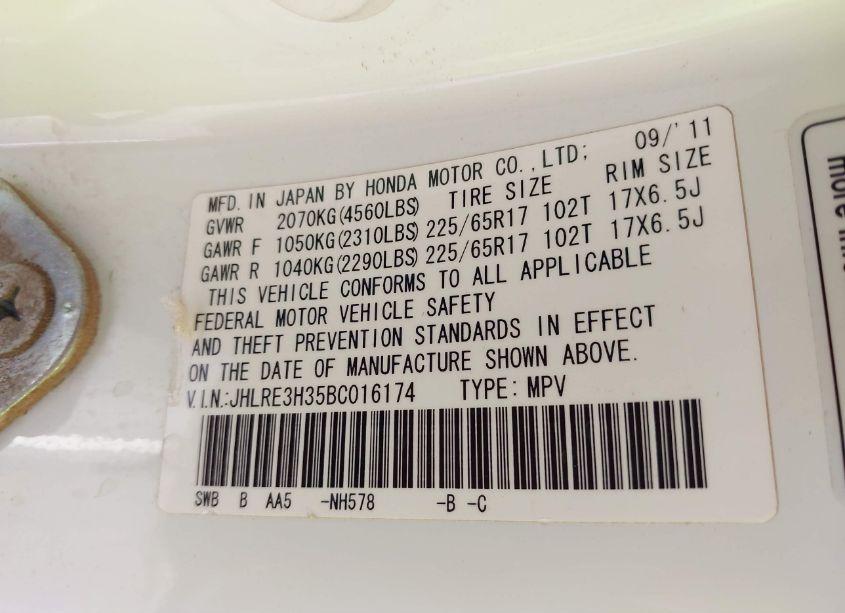 MFD. IN JAPAN BY HONDA MOTOR CO.,LTD; 09/'11
GVWR 2070KG(4560LBS) TIRE SIZE RIM SIZE
GAWR F 1050KG(2310LBS) 225/65R17 102T 17X6.5J
GAWR R 1040KG(2290LBS) 225/65R17 102T 17X6.5J
THIS VEHICLE CONFORMS TO ALL APPLICABLE
FEDERAL MOTOR VEHICLE SAFETY
AND THEFT PREVENTION STANDARDS IN EFFECT
ON THE DATE OF MANUFACTURE SHOWN ABOVE.
V.I.N.:JHLRE3H35BC016174 TYPE:MPV
SWB B AA5 -NH578 -B -C
more